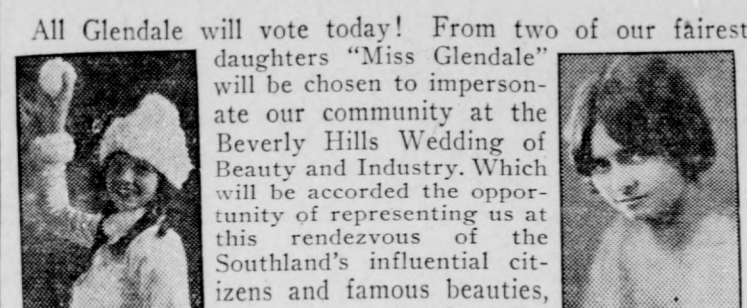 All Glendale will vote today! From two of our fairest
daughters “Miss Glendale”
will be chosen to imperson-
ate our community at the
Beverly Hills Wedding of
Beauty and Industry. Which
will be accorded the oppor-
tunity of representing us at
this rendezvous of the
Southland's influential cit-
izens and famous beauties,